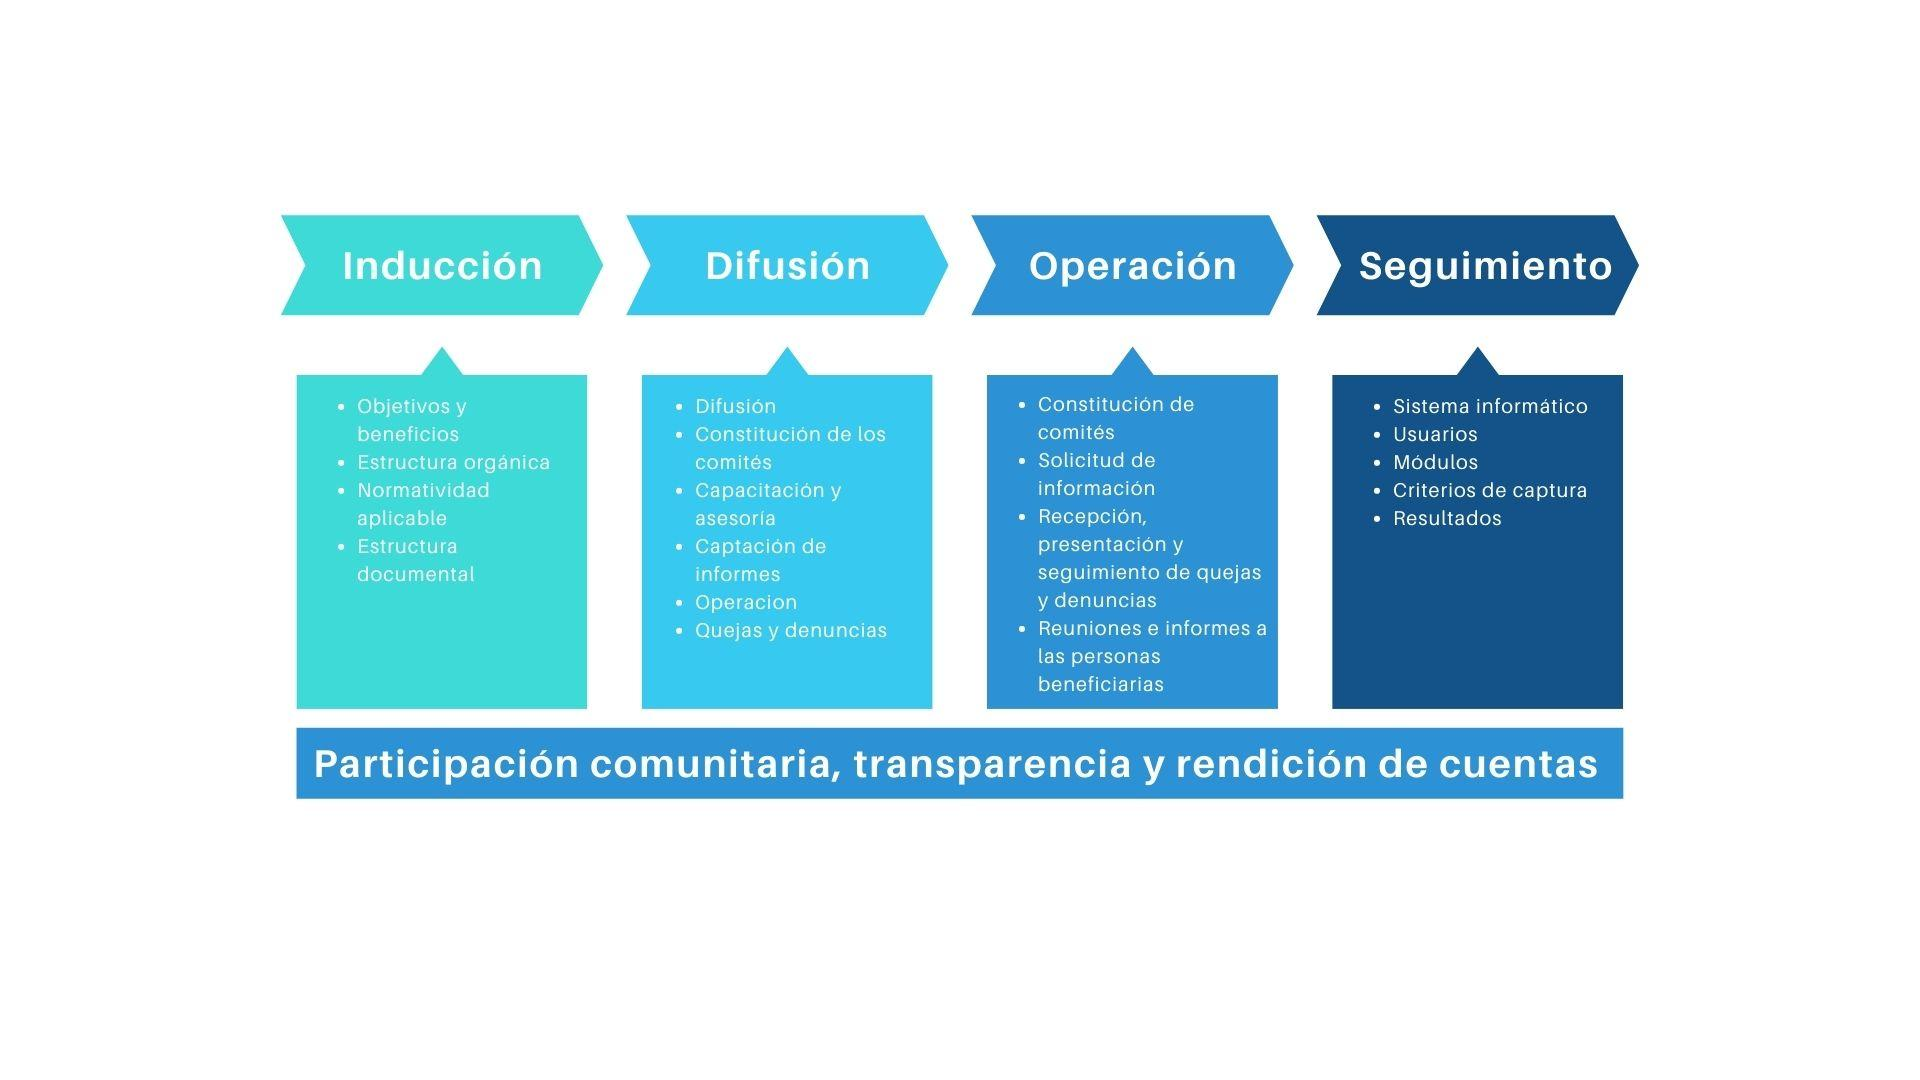 Inducción
Difusión
Operación
Seguimiento
• Objetivos y
beneficios
• Estructura orgánica
• Normatividad
aplicable
• Estructura
documental
• Difusión
• Constitución de los
comités
• Capacitación y
asesoría
• Captación de
informes
• Operacion
• Quejas y denuncias
• Constitución de
comités
• Solicitud de
información
• Recepción,
presentación y
seguimiento de quejas
y denuncias
• Reuniones e informes a
las personas
beneficiarias
• Sistema informático
• Usuarios
• Módulos
• Criterios de captura
• Resultados
Participación comunitaria, transparencia y rendición de cuentas